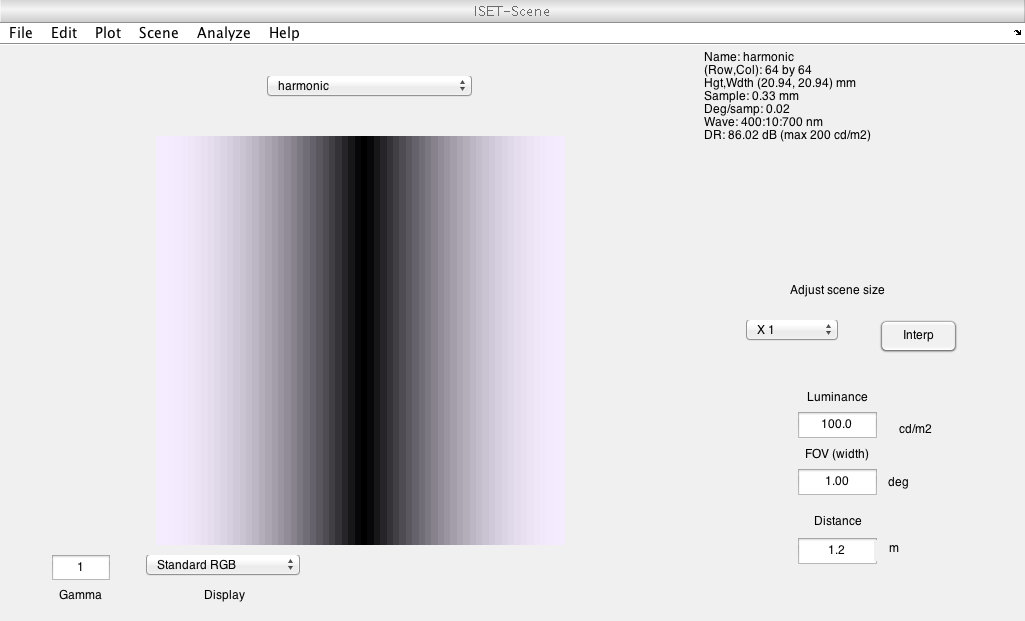 ISET-Scene
File Edit Plot Scene Analyze Help
harmonic
Name: harmonic
(Row,Col): 64 by 64
Hgt,Wdth (20.94, 20.94) mm
Sample: 0.33 mm
Deg/samp: 0.02
Wave: 400:10:700 nm
DR: 86.02 dB (max 200 cd/m2)
Adjust scene size
X 1
Interp
Luminance
100.0 cd/m2
FOV (width)
1.00 deg
Distance
1.2 m
1 Standard RGB
Gamma Display